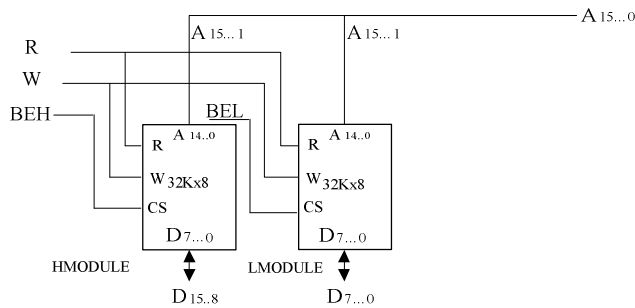 A 15...0
A 15...1 A 15...1
R
W
BEH BEL
A 14..0 A 14..0
R R
W 32Kx8 W 32Kx8
CS CS
D 7...0 D 7...0
HMODULE LMODULE
D 15..8 D 7...0